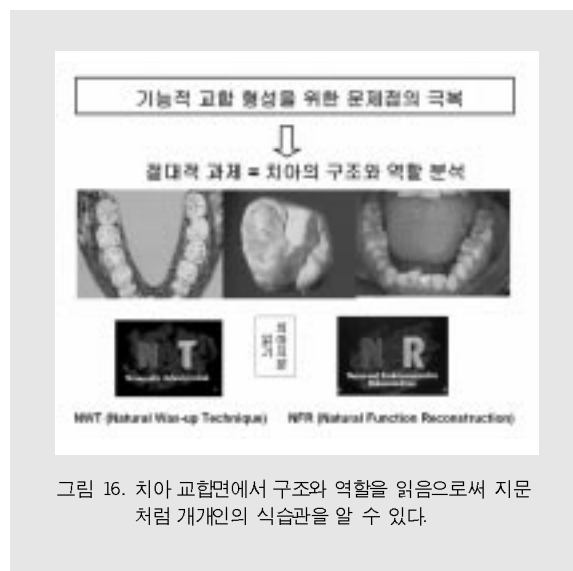 기능적 교합 형성을 위한 문제점의 극복
절대적 과제 = 치아의 구조와 역할 분석
NWT (Natural Wax-up Technique) NFR (Natural Function Reconstruction)
그림 16. 치아 교합면에서 구조와 역할을 읽음으로써 지문
처럼 개개인의 식습관을 알 수 있다.